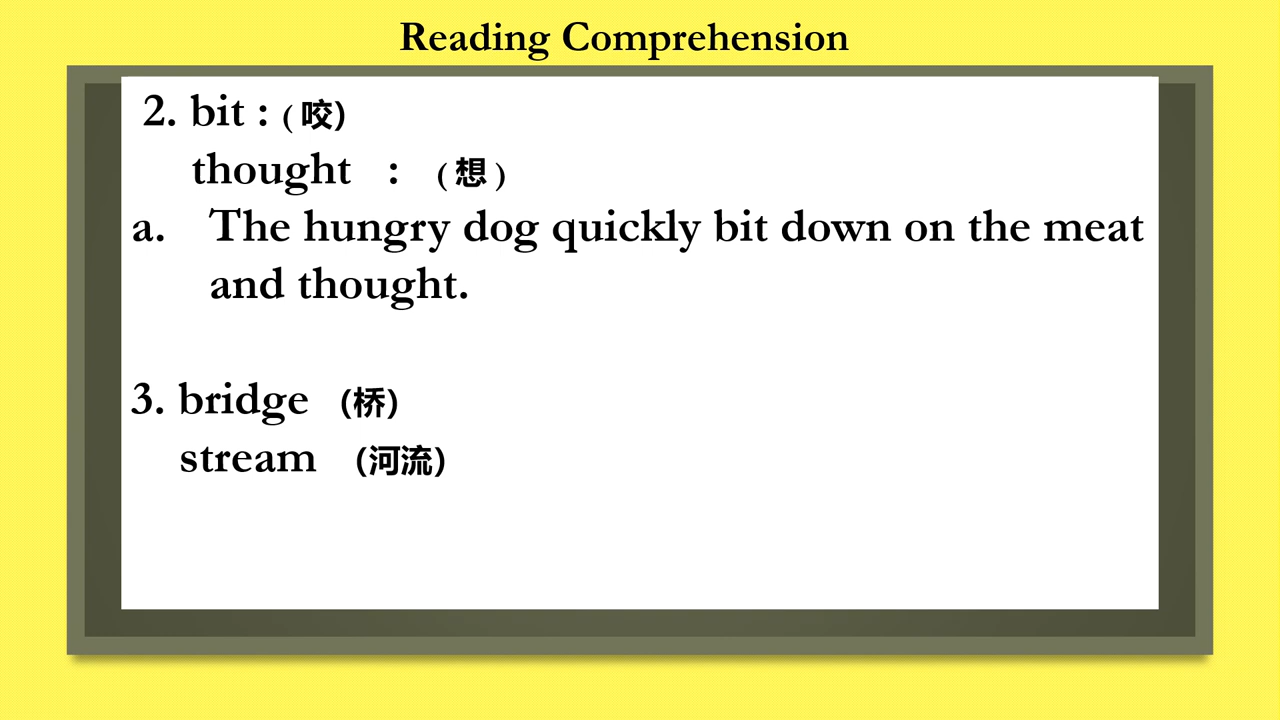 Reading Comprehension
2. bit : ( 咬)
thought : ( 想 )
a. The hungry dog quickly bit down on the meat
and thought.
3. bridge (桥)
stream (河流)